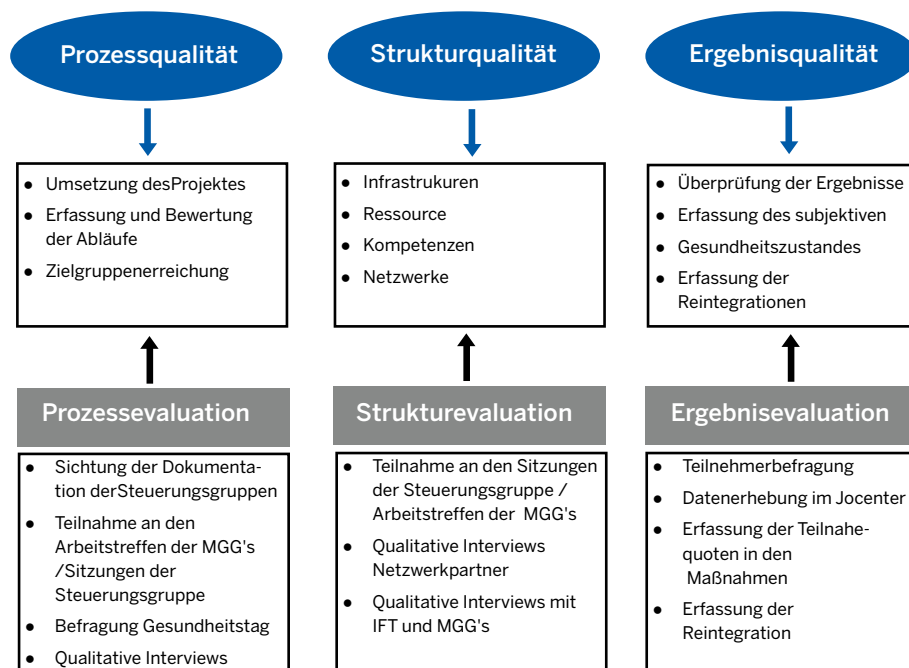 Prozessqualität
Umsetzung desProjektes
Erfassung und Bewertung
der Abläufe
Zielgruppenerreichung
Prozessevaluation
Sichtung der Dokumenta-
tion derSteuerungsgruppen
Teilnahme an den
Arbeitstreffen der MGG's
/Sitzungen der
Steuerungsgruppe
Befragung Gesundheitstag
Qualitative Interviews
Strukturqualität
Infrastrukuren
Ressource
Kompetenzen
Netzwerke
Strukturevaluation
Teilnahme an den Sitzungen
der Steuerungsgruppe /
Arbeitstreffen der MGG's
Qualitative Interviews
Netzwerkpartner
Qualitative Interviews mit
IFT und MGG's
Ergebnisqualität
Überprüfung der Ergebnisse
Erfassung des subjektiven
Gesundheitszustandes
Erfassung der
Reintegrationen
Ergebnisevaluation
Teilnehmerbefragung
Datenerhebung im Jocenter
Erfassung der Teilnahe-
quoten in den
Maßnahmen
Erfassung der
Reintegration